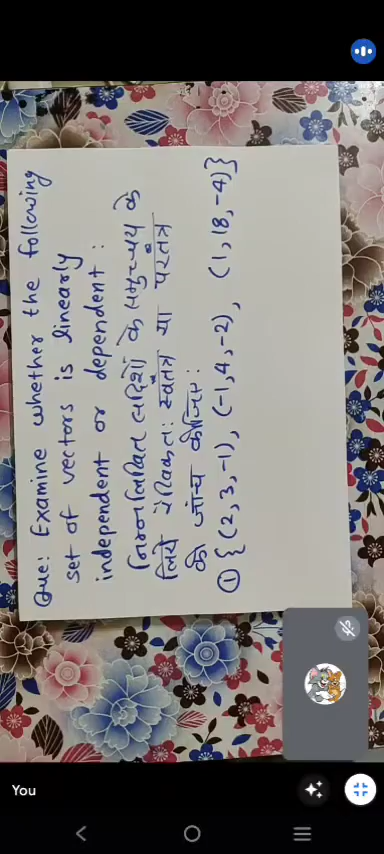 Que: Examine whether the following
set of vectors is linearly
independent or dependent:
निम्नलिखित सदिशों के समुच्चय के
लिये रैखिकतः स्वतंत्र या परतंत्र
की जांच कीजिए:
① {(2, 3, -1), (-1, 4, -2), (1, 18, -4)}
You